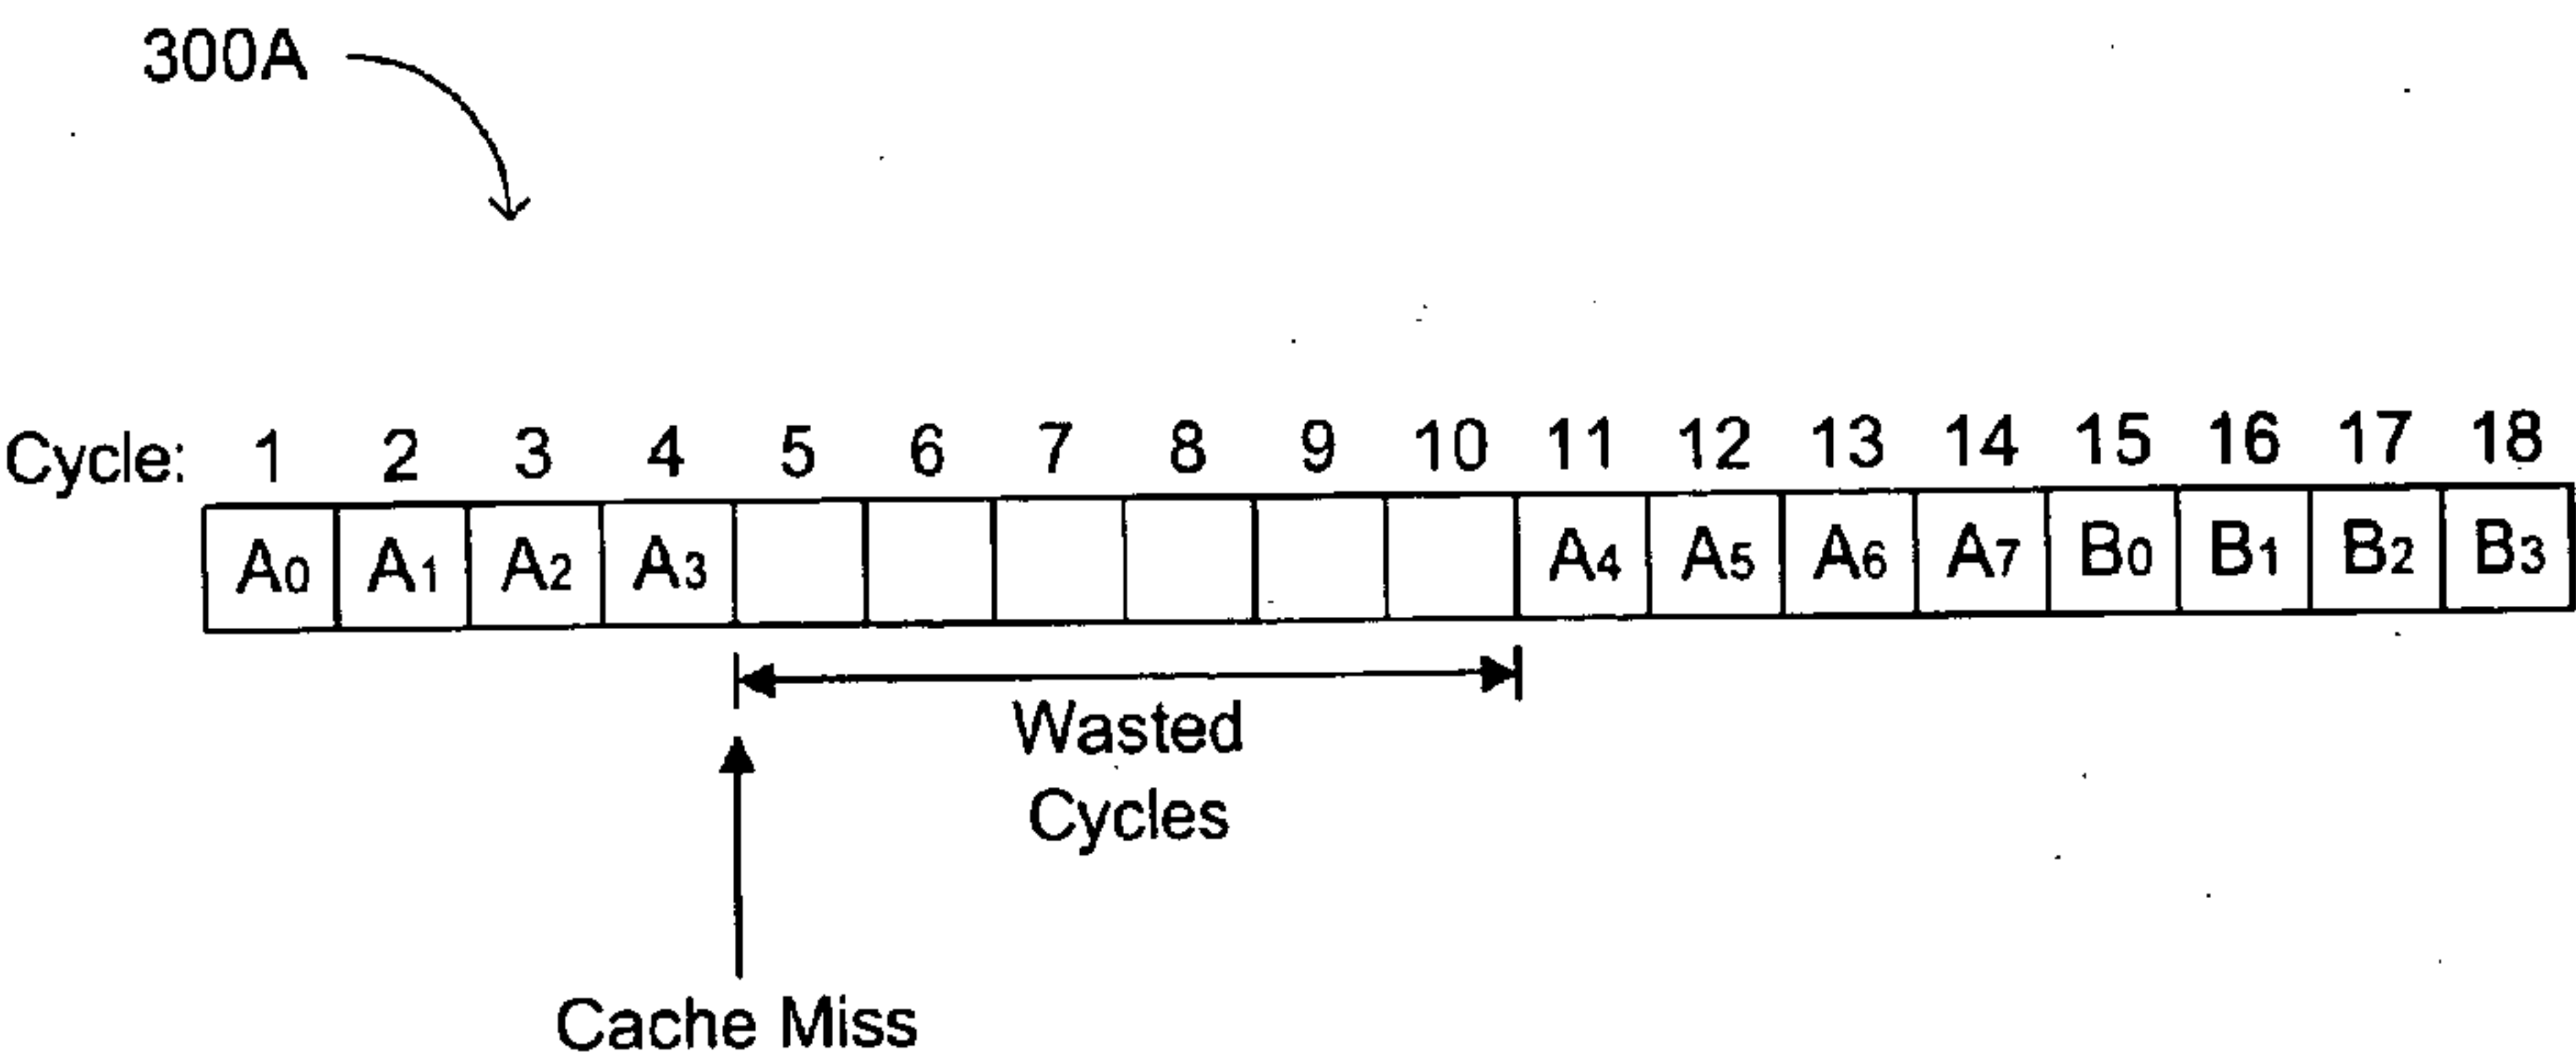 300A
Cycle: 1 2 3 4 5 6 7 8 9 10 11 12 13 14 15 16 17 18
A0 A1 A2 A3 A4 A5 A6 A7 B0 B1 B2 B3
Wasted
Cycles
Cache Miss